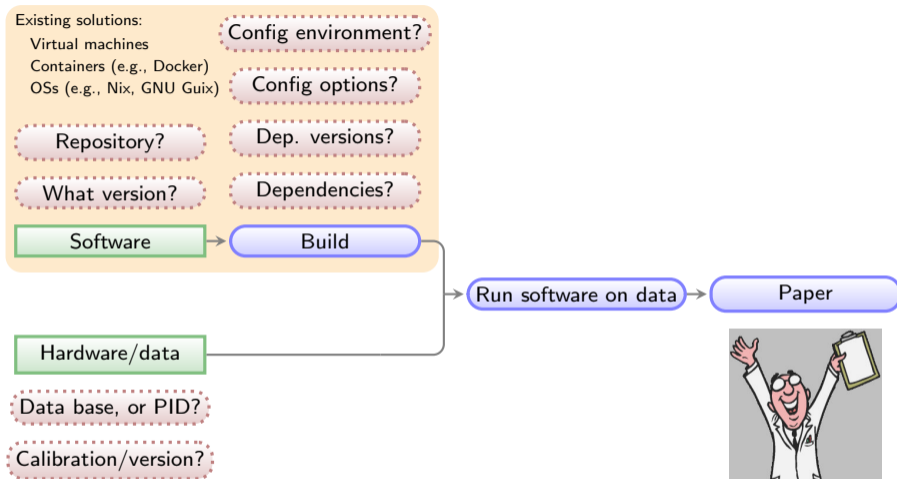 Existing solutions:
Virtual machines
Containers (e.g., Docker)
OSs (e.g., Nix, GNU Guix)
Config environment?
Config options?
Repository?
Dep. versions?
What version?
Dependencies?
Software
Build
Run software on data
Paper
Hardware/data
Data base, or PID?
Calibration/version?